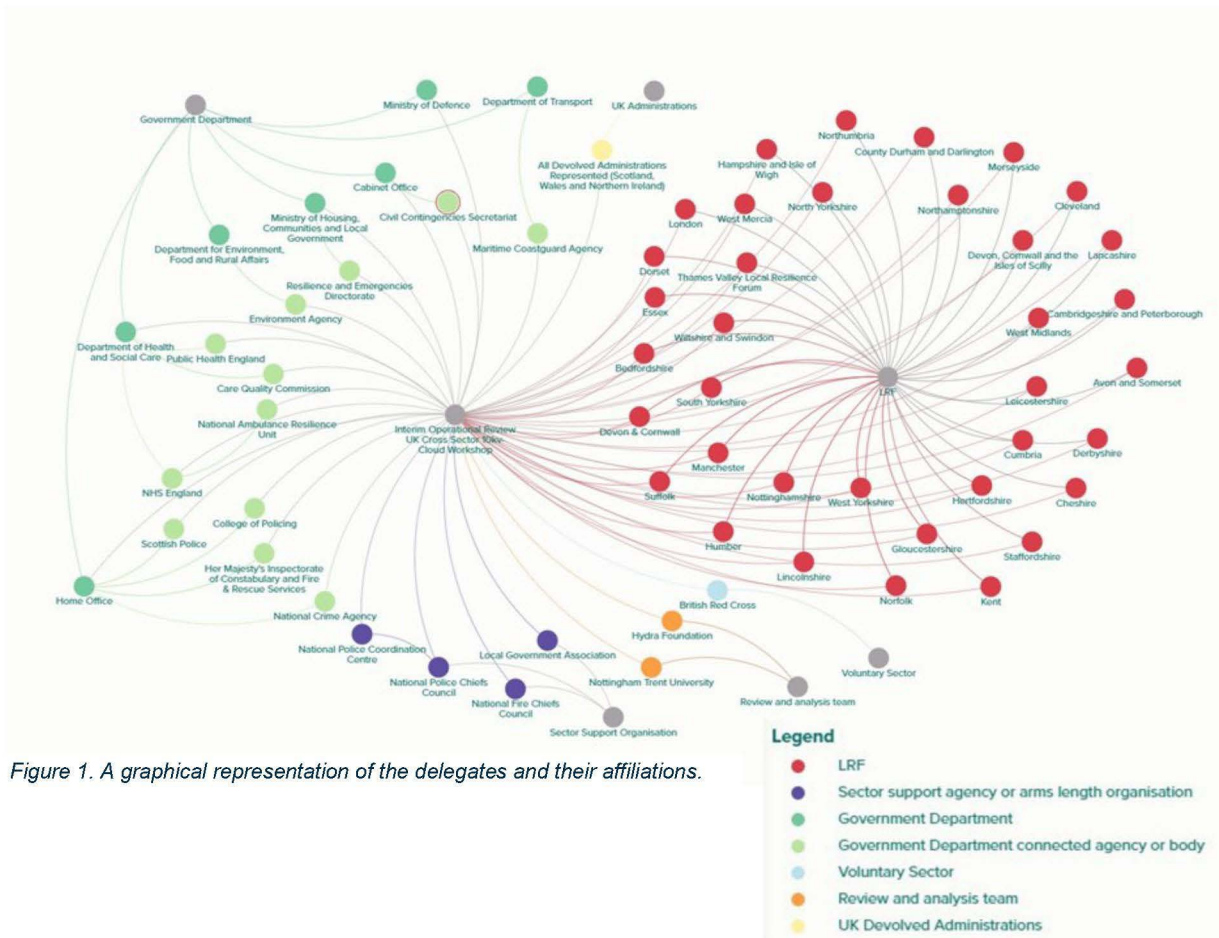 Government Department
Ministry of Defence
Department of Transport
UK Administrations
All Devolved Administrations
Represented (Scotland,
Wales and Northern Ireland)
Cabinet Office
Civil Contingencies Secretariat
Ministry of Housing,
Communities and Local
Government
Department for Environment,
Food and Rural Affairs
Maritime Coastguard Agency
Resilience and Emergencies
Directorate
Environment Agency
Department of Health
and Social Care
Public Health England
Care Quality Commission
National Ambulance Resilience
Unit
Interim Operational Review
UK Cross Sector 10kv
Cloud Workshop
NHS England
College of Policing
Scottish Police
Her Majesty's Inspectorate
of Constabulary and Fire
& Rescue Services
Home Office
National Crime Agency
National Police Coordination
Centre
National Police Chiefs
Council
Local Government Association
National Fire Chiefs
Council
Sector Support Organisation
Nottingham Trent University
Hydra Foundation
British Red Cross
Review and analysis team
Voluntary Sector
Northumbria
County Durham and Darlington
Merseyside
Hampshire and Isle of
Wigh
North Yorkshire
Northamptonshire
Cleveland
London
West Mercia
Devon, Cornwall and the
Isles of Scilly
Lancashire
Dorset
Thames Valley Local Resilience
Forum
Essex
Cambridgeshire and Peterborough
West Midlands
Wiltshire and Swindon
Bedfordshire
LRF
Avon and Somerset
South Yorkshire
Leicestershire
Devon & Cornwall
Cumbria
Derbyshire
Manchester
Suffolk
Nottinghamshire
West Yorkshire
Hertfordshire
Cheshire
Humber
Gloucestershire
Staffordshire
Lincolnshire
Norfolk
Kent
Figure 1. A graphical representation of the delegates and their affiliations.
Legend
LRF
Sector support agency or arms length organisation
Government Department
Government Department connected agency or body
Voluntary Sector
Review and analysis team
UK Devolved Administrations